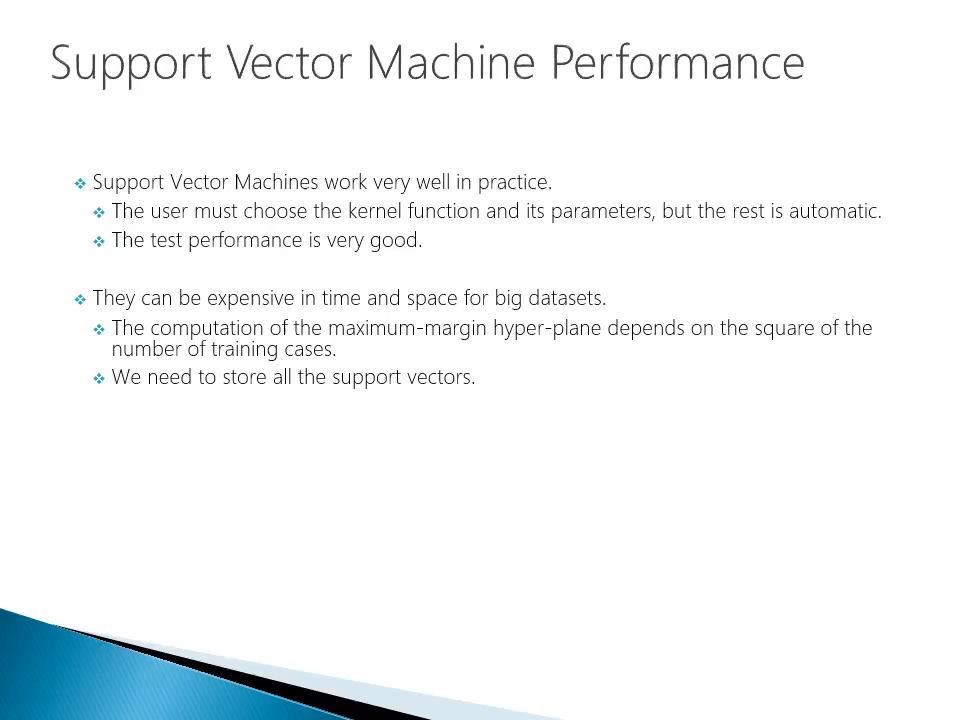 Support Vector Machine Performance
Support Vector Machines work very well in practice.
The user must choose the kernel function and its parameters, but the rest is automatic.
The test performance is very good.
They can be expensive in time and space for big datasets.
The computation of the maximum-margin hyper-plane depends on the square of the
number of training cases.
We need to store all the support vectors.